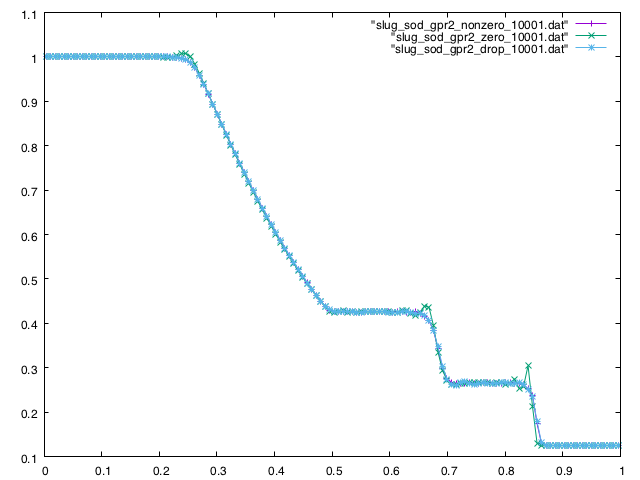 "slug_sod_gpr2_nonzero_10001.dat"
"slug_sod_gpr2_zero_10001.dat"
"slug_sod_gpr2_drop_10001.dat"
1.1
1
0.9
0.8
0.7
0.6
0.5
0.4
0.3
0.2
0.1
0 0.1 0.2 0.3 0.4 0.5 0.6 0.7 0.8 0.9 1